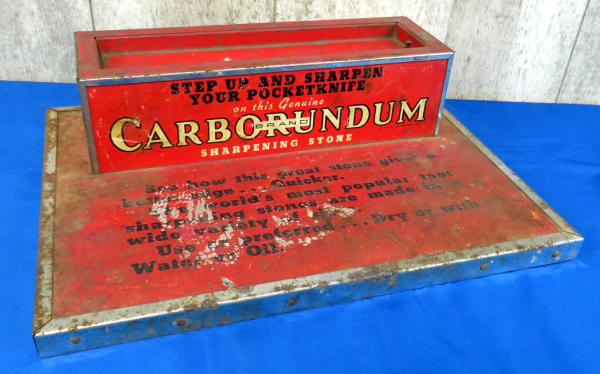 STEP UP AND SHARPEN
YOUR POCKETKNIFE
on this Genuine
CARBORUNDUM
BRAND
SHARPENING STONE
See how this great stone gives a
edge... Quicker.
world's most popular tool
stones are made in a
wide variety of
Use as preferred... Dry or with
Water or Oil.